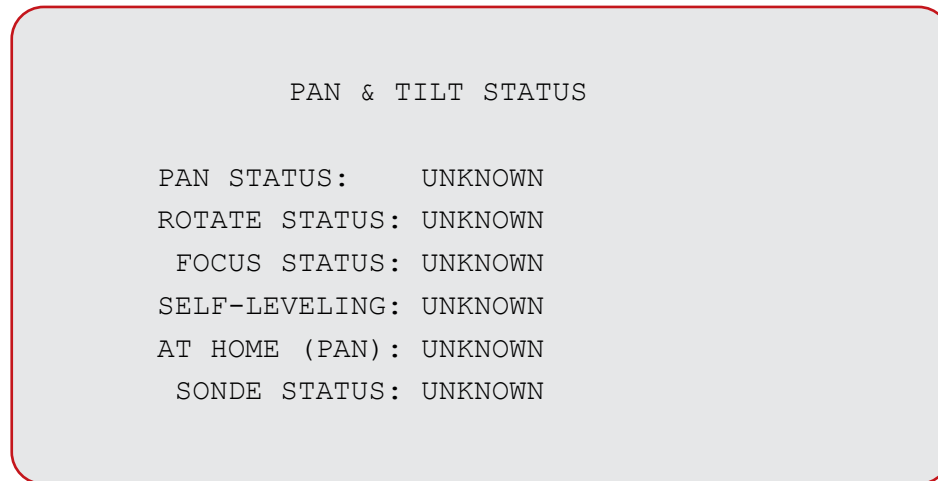 PAN & TILT STATUS
PAN STATUS: UNKNOWN
ROTATE STATUS: UNKNOWN
FOCUS STATUS: UNKNOWN
SELF-LEVELING: UNKNOWN
AT HOME (PAN): UNKNOWN
SONDE STATUS: UNKNOWN